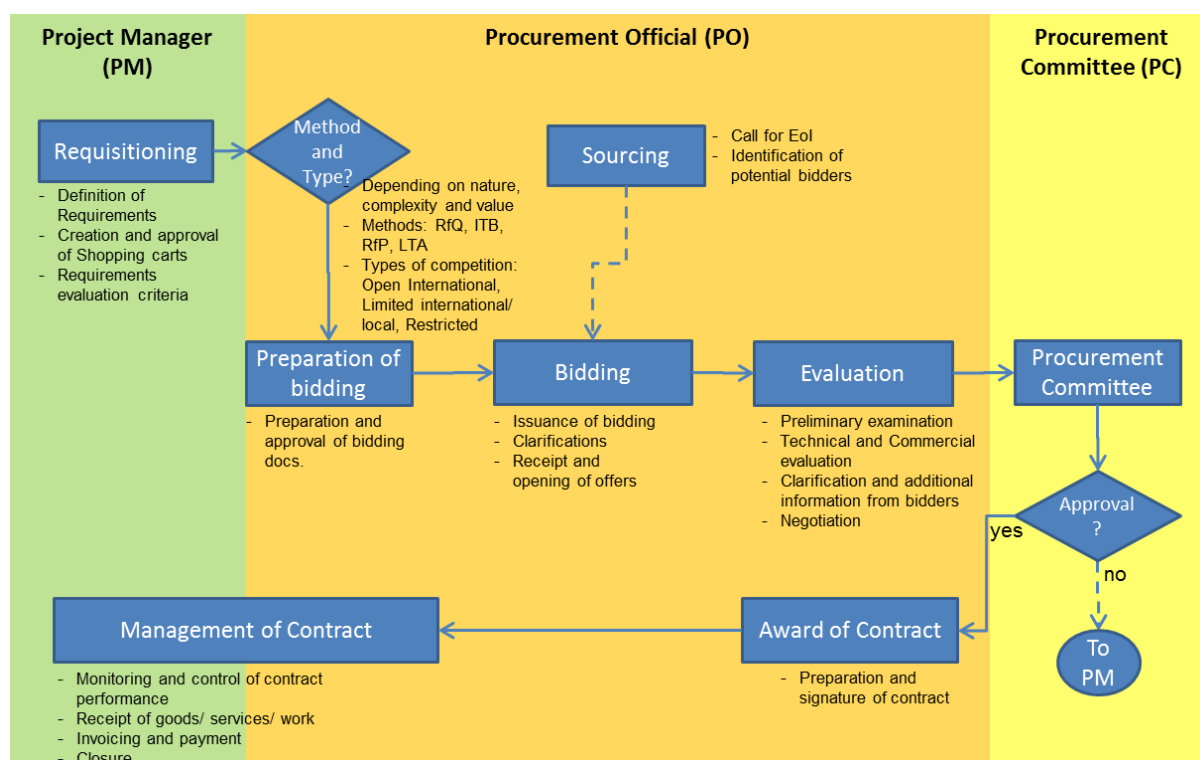 Project Manager
(PM)
Procurement Official (PO)
Procurement
Committee (PC)
Requisitioning
- Definition of
Requirements
- Creation and approval
of Shopping carts
- Requirements
evaluation criteria
Method
and
Type?
- Depending on nature,
complexity and value
- Methods: RfQ, ITB,
RfP, LTA
- Types of competition:
Open International,
Limited international/
local, Restricted
Sourcing
- Call for EoI
- Identification of
potential bidders
Preparation of
bidding
- Preparation and
approval of bidding
docs.
Bidding
- Issuance of bidding
- Clarifications
- Receipt and
opening of offers
Evaluation
- Preliminary examination
- Technical and Commercial
evaluation
- Clarification and additional
information from bidders
- Negotiation
Procurement
Committee
Approval
?
yes
no
To
PM
Award of Contract
- Preparation and
signature of contract
Management of Contract
- Monitoring and control of contract
performance
- Receipt of goods/ services/ work
- Invoicing and payment
- Closure